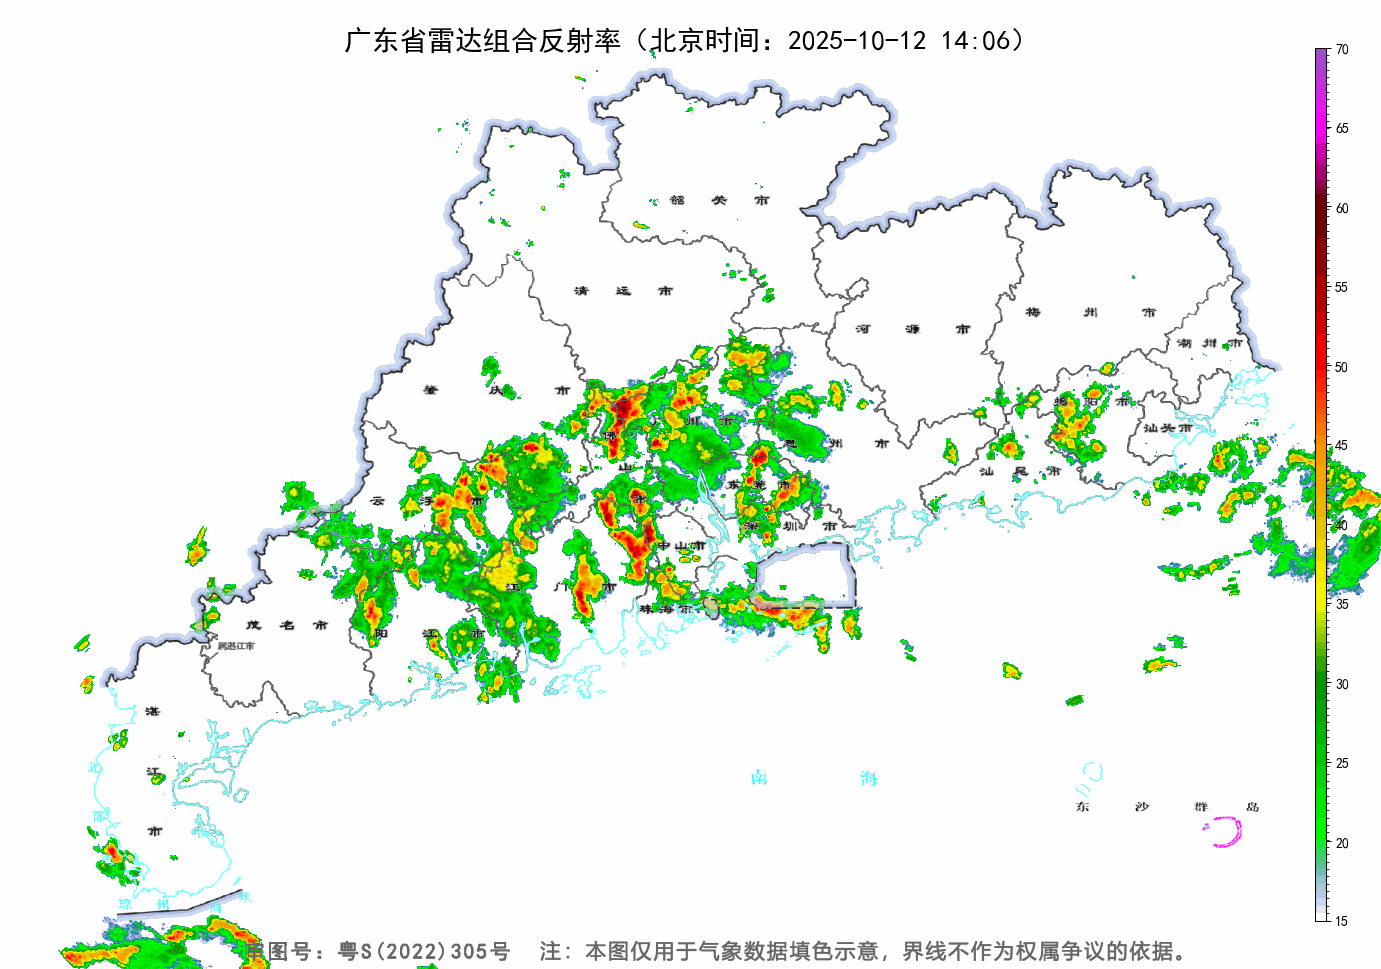 广东省雷达组合反射率（北京时间：2025-10-12 14:06）
70
65
60
55
50
45
40
35
30
25
20
15
韶关市
清远市
河源市
梅州市
潮州市
肇庆市
揭阳市
汕头市
州市
佛山市
惠州市
汕尾市
东莞市
云浮市
深圳市
中山市
江门市
珠海市
茂名市
阳江市
属湛江市
湛江市
南海
东沙群岛
琼州海峡
审图号：粤S(2022)305号 注：本图仅用于气象数据填色示意，界线不作为权属争议的依据。